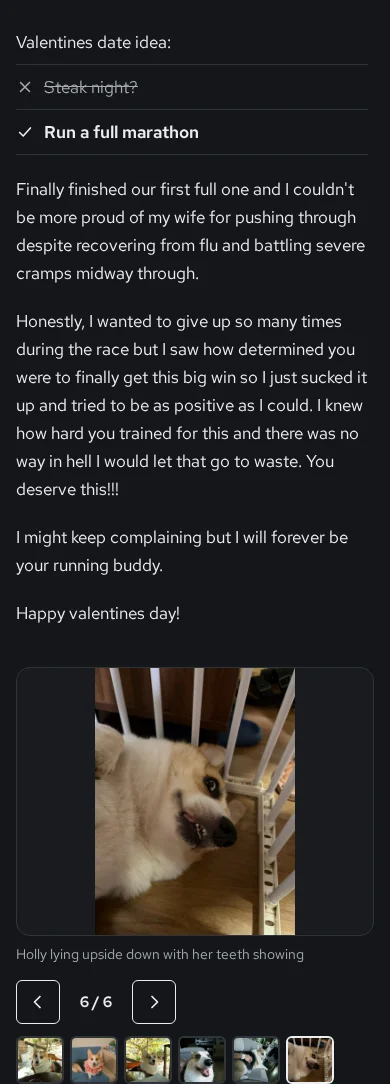 Valentines date idea:
Steak night?
Run a full marathon
Finally finished our first full one and I couldn't
be more proud of my wife for pushing through
despite recovering from flu and battling severe
cramps midway through.
Honestly, I wanted to give up so many times
during the race but I saw how determined you
were to finally get this big win so I just sucked it
up and tried to be as positive as I could. I knew
how hard you trained for this and there was no
way in hell I would let that go to waste. You
deserve this!!!
I might keep complaining but I will forever be
your running buddy.
Happy valentines day!
Holly lying upside down with her teeth showing
6 / 6